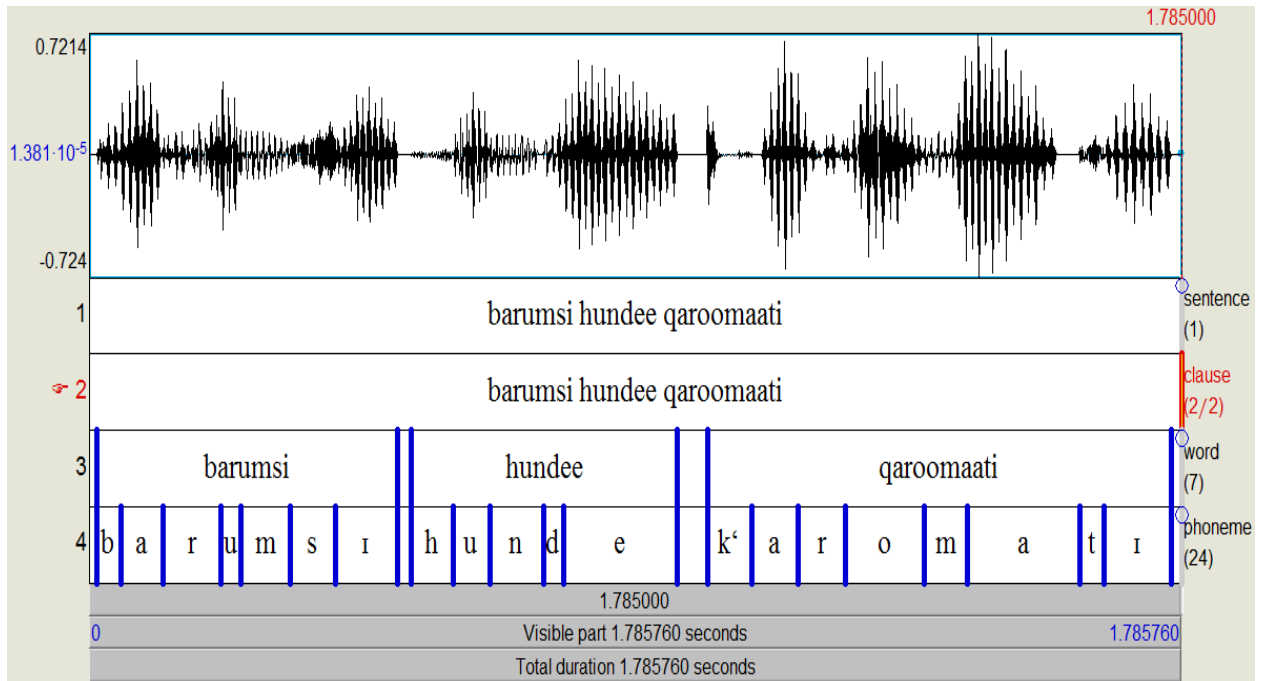 1.785000
0.7214
1.381·10⁻⁵
-0.724
1 barumsi hundee qaroomaati sentence (1)
☞ 2 barumsi hundee qaroomaati clause (2/2)
3 barumsi hundee qaroomaati word (7)
4 b a r u m s ɪ h u n d e k‘ a r o m a t ɪ phoneme (24)
1.785000
0 Visible part 1.785760 seconds 1.785760
Total duration 1.785760 seconds